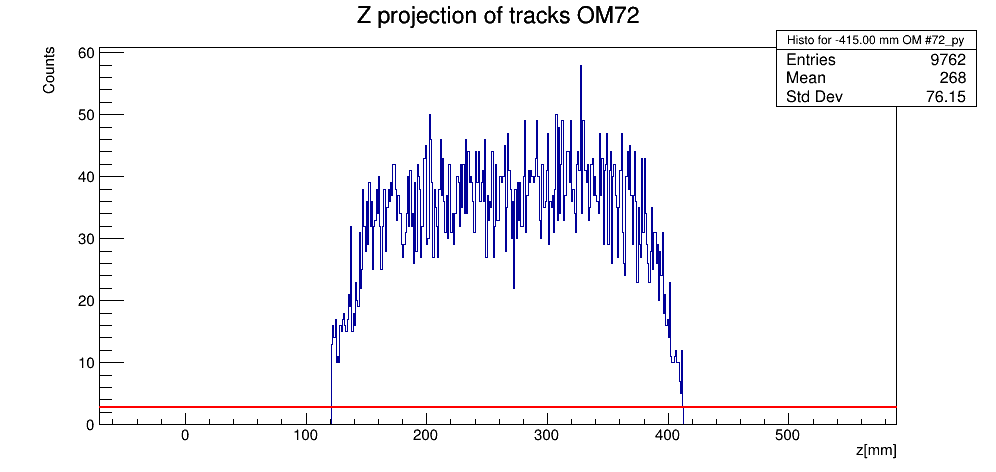 Z projection of tracks OM72
Histo for -415.00 mm OM #72_py
Entries 9762
Mean 268
Std Dev 76.15
Counts
60
50
40
30
20
10
0
0 100 200 300 400 500
z[mm]